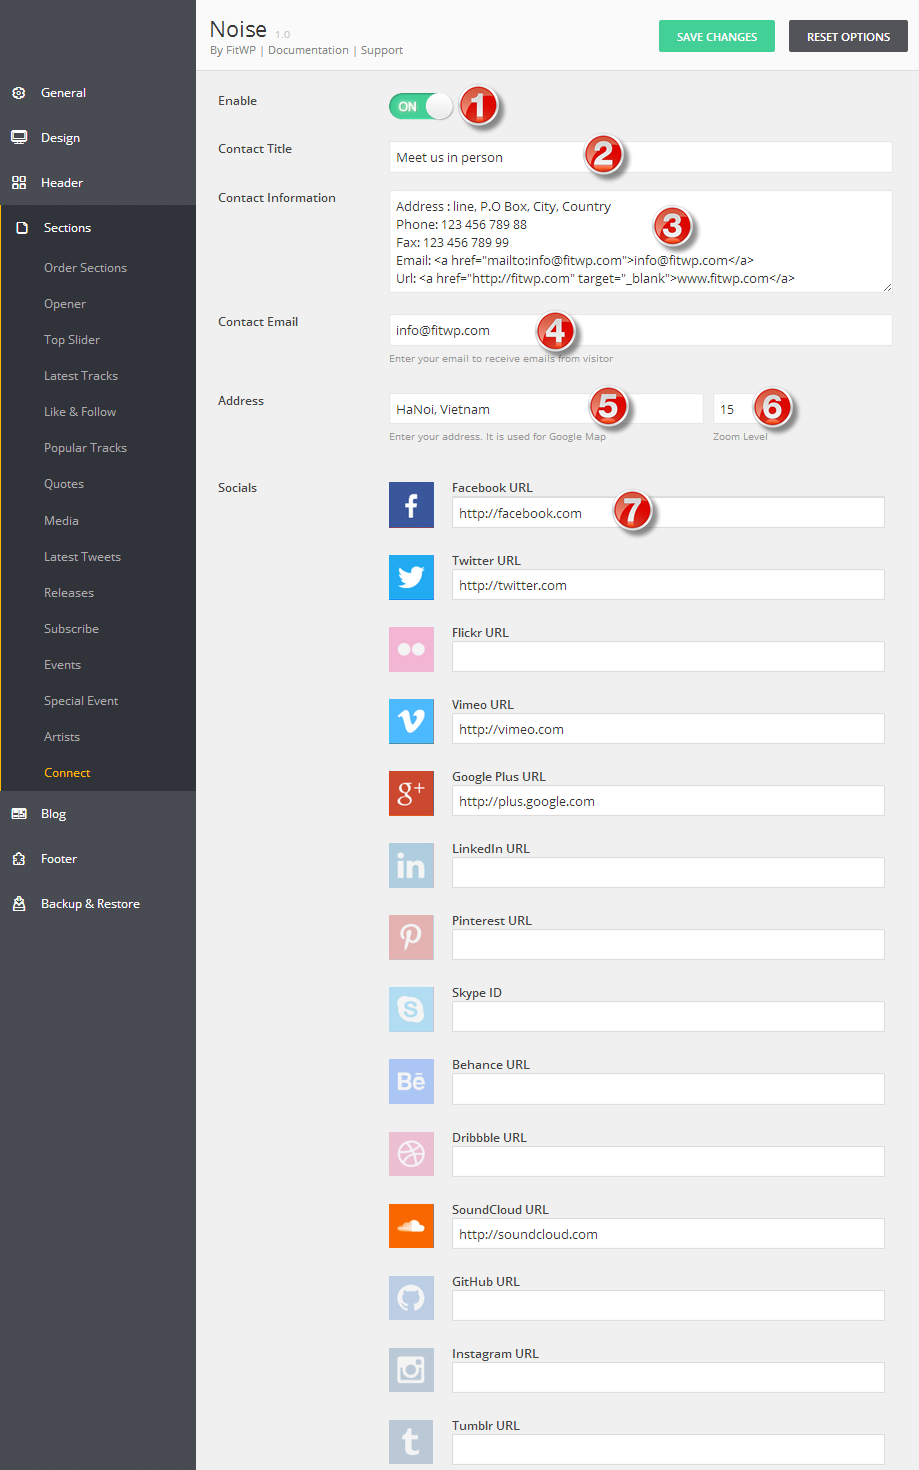 Noise 1.0
By FitWP | Documentation | Support
SAVE CHANGES
RESET OPTIONS
General
Design
Header
Sections
Order Sections
Opener
Top Slider
Latest Tracks
Like & Follow
Popular Tracks
Quotes
Media
Latest Tweets
Releases
Subscribe
Events
Special Event
Artists
Connect
Blog
Footer
Backup & Restore
Enable
ON
1
Contact Title
Meet us in person
2
Contact Information
Address : line, P.O Box, City, Country
Phone: 123 456 789 88
Fax: 123 456 789 99
Email: <a href="mailto:info@fitwp.com">info@fitwp.com</a>
Url: <a href="http://fitwp.com" target="_blank">www.fitwp.com</a>
3
Contact Email
info@fitwp.com
4
Enter your email to receive emails from visitor
Address
HaNoi, Vietnam
5
15
6
Enter your address. It is used for Google Map
Zoom Level
Socials
f
Facebook URL
http://facebook.com
7
Twitter URL
http://twitter.com
Flickr URL
Vimeo URL
http://vimeo.com
g+
Google Plus URL
http://plus.google.com
in
LinkedIn URL
Pinterest URL
Skype ID
Bē
Behance URL
Dribbble URL
SoundCloud URL
http://soundcloud.com
GitHub URL
Instagram URL
t
Tumblr URL